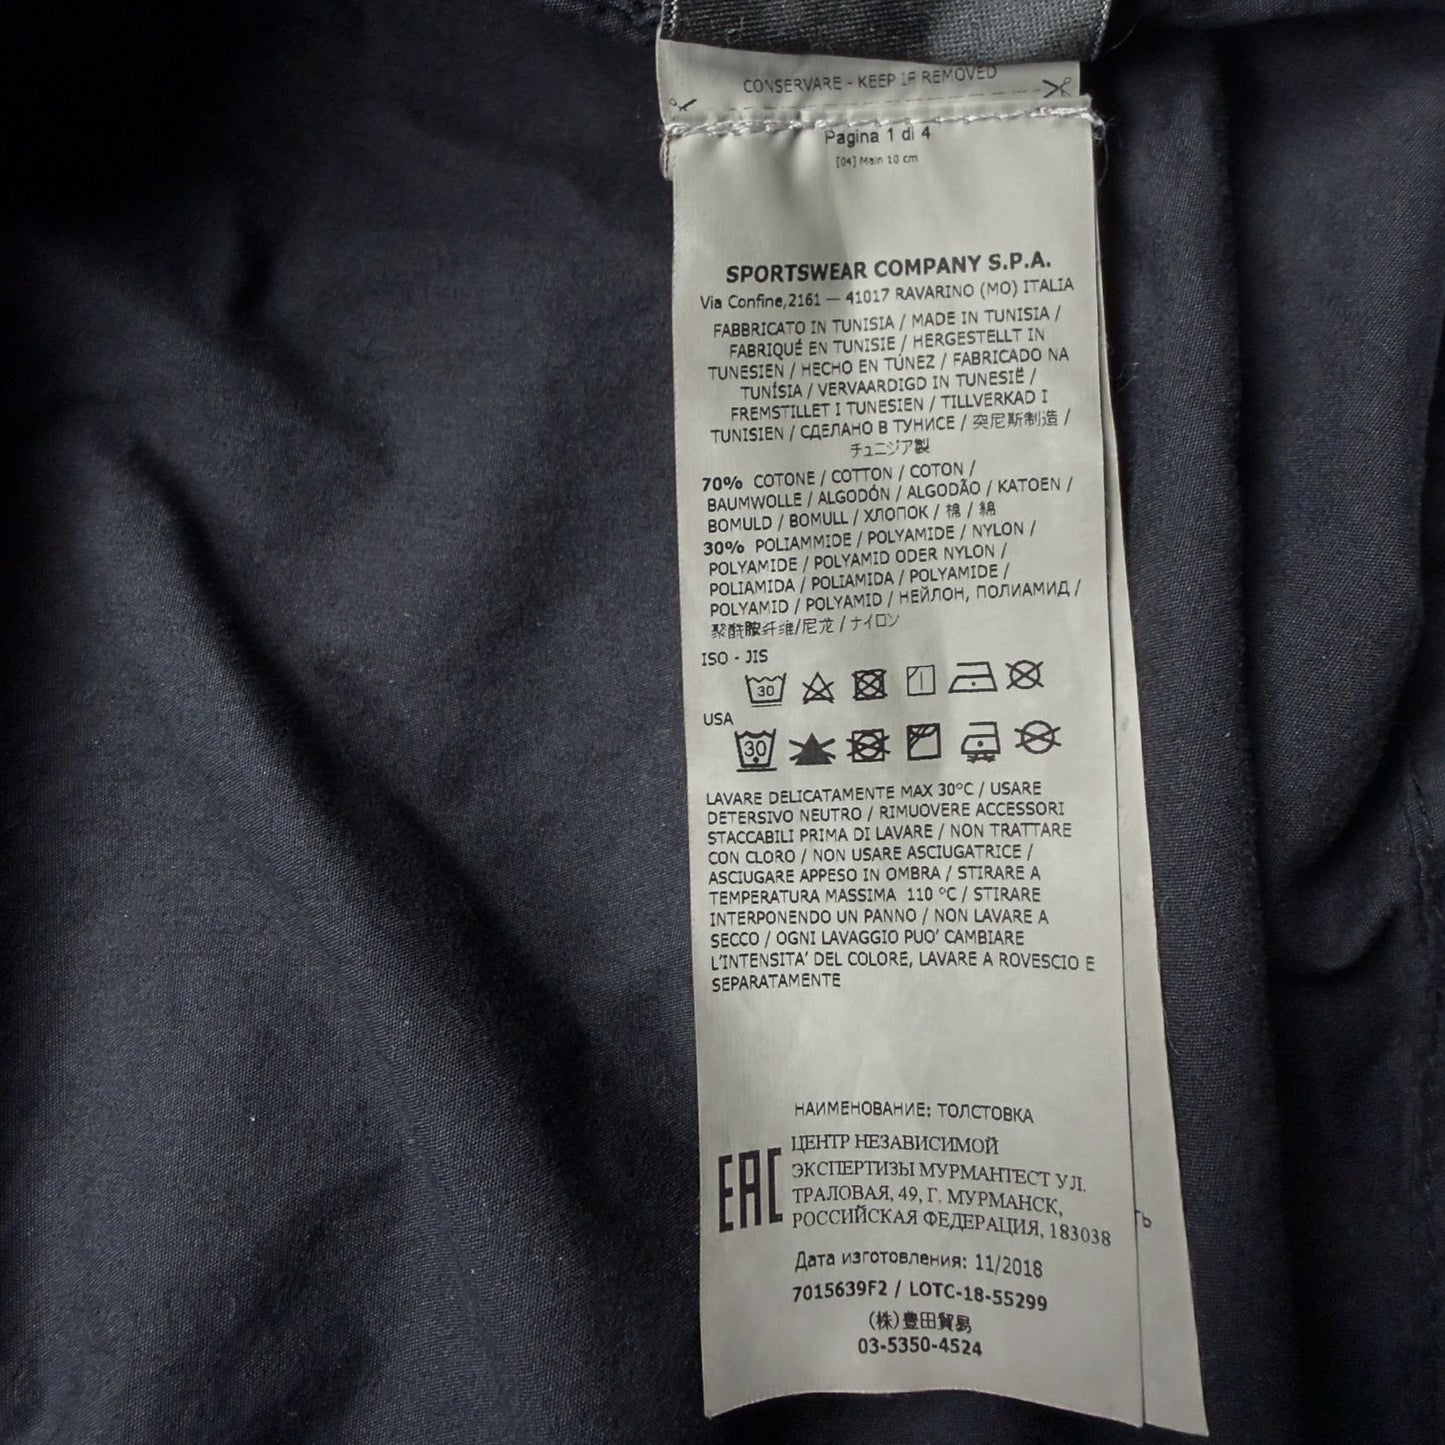 CONSERVARE - KEEP IF REMOVED
Pagina 1 di 4
[04] Main 10 cm
SPORTSWEAR COMPANY S.P.A.
Via Confine,2161 — 41017 RAVARINO (MO) ITALIA
FABBRICATO IN TUNISIA / MADE IN TUNISIA /
FABRIQUÉ EN TUNISIE / HERGESTELLT IN
TUNESIEN / HECHO EN TÚNEZ / FABRICADO NA
TUNÍSIA / VERVAARDIGD IN TUNESIË /
FREMSTILLET I TUNESIEN / TILLVERKAD I
TUNISIEN / СДЕЛАНО В ТУНИСЕ / 突尼斯制造 /
チュニジア製
70% COTONE / COTTON / COTON /
BAUMWOLLE / ALGODÓN / ALGODÃO / KATOEN /
BOMULD / BOMULL / ХЛОПОК / 棉 / 綿
30% POLIAMMIDE / POLYAMIDE / NYLON /
POLYAMIDE / POLYAMID ODER NYLON /
POLIAMIDA / POLIAMIDA / POLYAMIDE /
POLYAMID / POLYAMID / НЕЙЛОН, ПОЛИАМИД /
聚酰胺纤维/尼龙 / ナイロン
ISO - JIS
30
USA
30
LAVARE DELICATAMENTE MAX 30°C / USARE
DETERSIVO NEUTRO / RIMUOVERE ACCESSORI
STACCABILI PRIMA DI LAVARE / NON TRATTARE
CON CLORO / NON USARE ASCIUGATRICE /
ASCIUGARE APPESO IN OMBRA / STIRARE A
TEMPERATURA MASSIMA 110 °C / STIRARE
INTERPONENDO UN PANNO / NON LAVARE A
SECCO / OGNI LAVAGGIO PUO' CAMBIARE
L'INTENSITA' DEL COLORE, LAVARE A ROVESCIO E
SEPARATAMENTE
НАИМЕНОВАНИЕ: ТОЛСТОВКА
EAC
ЦЕНТР НЕЗАВИСИМОЙ
ЭКСПЕРТИЗЫ МУРМАНТЕСТ УЛ.
ТРАЛОВАЯ, 49, Г. МУРМАНСК,
РОССИЙСКАЯ ФЕДЕРАЦИЯ, 183038
Дата изготовления: 11/2018
7015639F2 / LOTC-18-55299
(株)豊田貿易
03-5350-4524